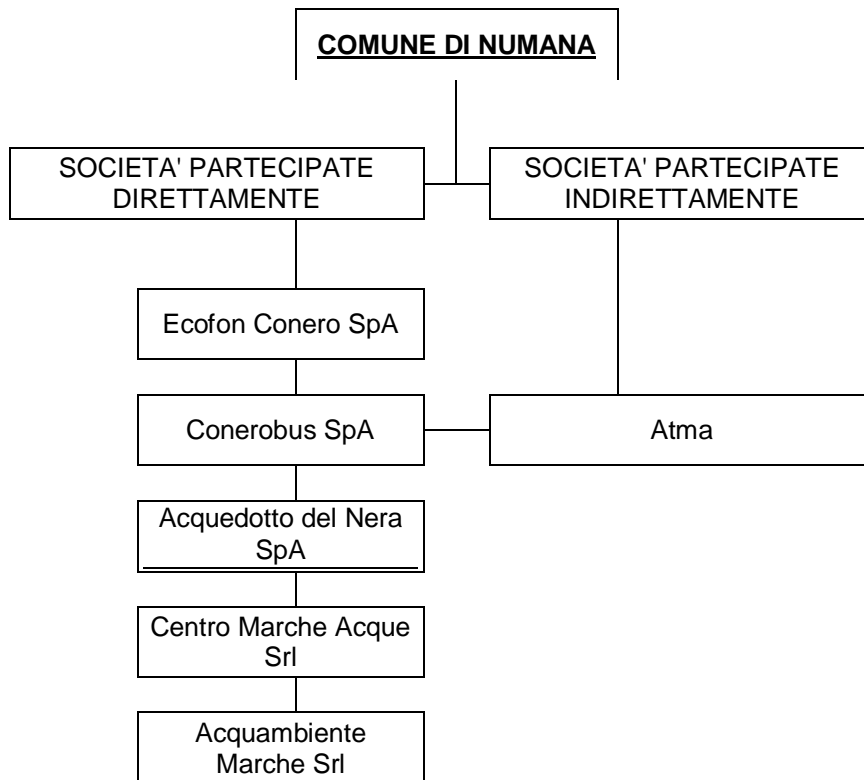 COMUNE DI NUMANA
SOCIETA' PARTECIPATE
DIRETTAMENTE
SOCIETA' PARTECIPATE
INDIRETTAMENTE
Ecofon Conero SpA
Conerobus SpA
Atma
Acquedotto del Nera
SpA
Centro Marche Acque
Srl
Acquambiente
Marche Srl